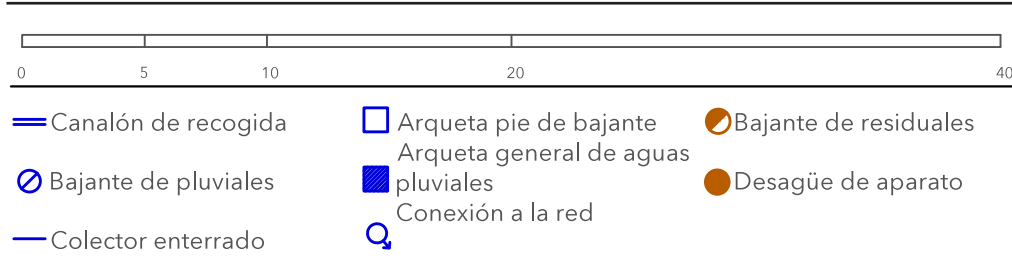 0 5 10 20 40
Canalón de recogida
Bajante de pluviales
Colector enterrado
Arqueta pie de bajante
Arqueta general de aguas
pluviales
Conexión a la red
Bajante de residuales
Desagüe de aparato